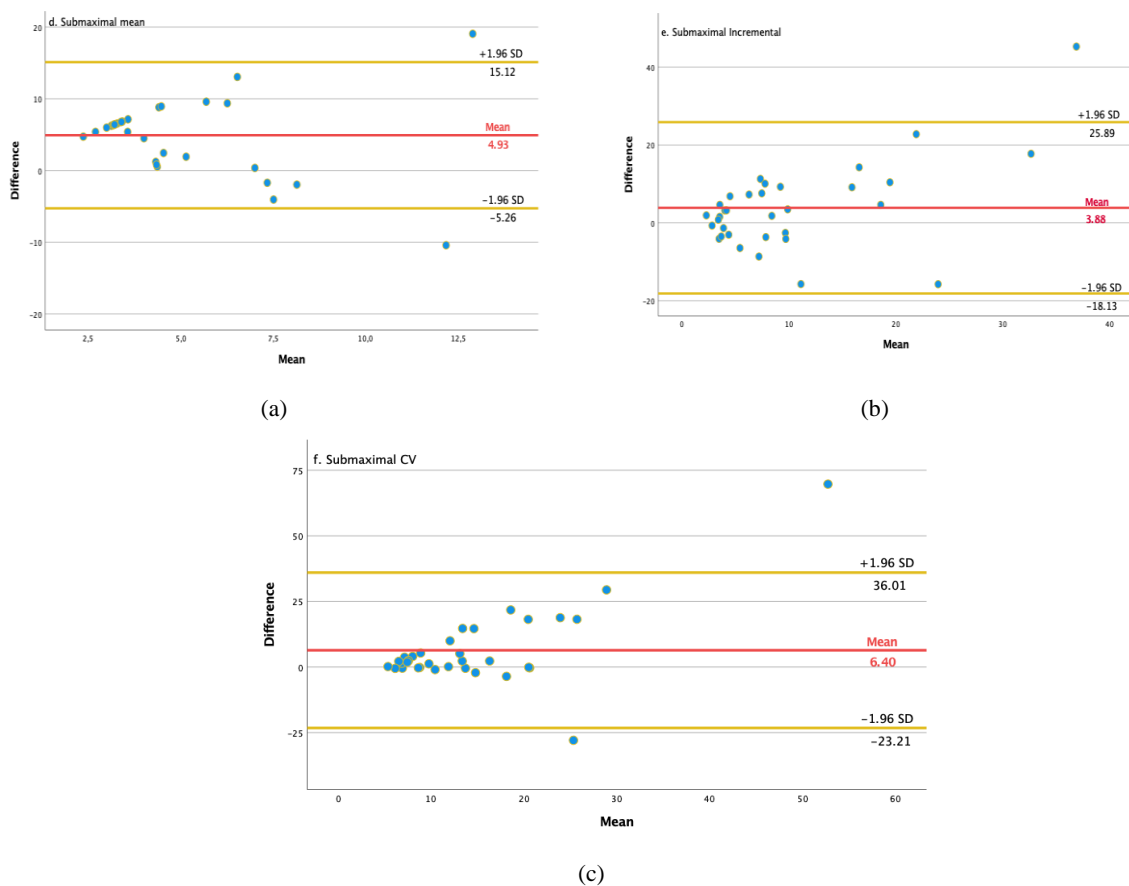 d. Submaximal mean
20
+1.96 SD
15.12
10
Mean
4.93
0
-1.96 SD
-5.26
-10
-20
Difference
2,5 5,0 7,5 10,0 12,5
Mean
(a)
e. Submaximal Incremental
40
+1.96 SD
25.89
20
Mean
3.88
0
-1.96 SD
-18.13
-20
Difference
0 10 20 30 40
Mean
(b)
f. Submaximal CV
75
50
+1.96 SD
36.01
25
Mean
6.40
0
-1.96 SD
-23.21
-25
Difference
0 10 20 30 40 50 60
Mean
(c)